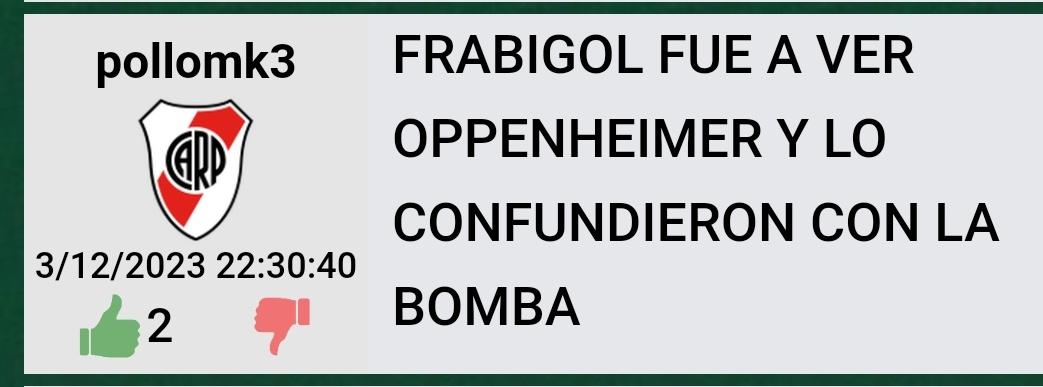 pollomk3
CARP
3/12/2023 22:30:40
2
FRABIGOL FUE A VER
OPPENHEIMER Y LO
CONFUNDIERON CON LA
BOMBA